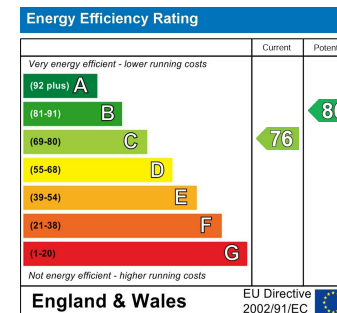 Energy Efficiency Rating
Current
Very energy efficient - lower running costs
(92 plus) A
(81-91) B
(69-80) C 76
(55-68) D
(39-54) E
(21-38) F
(1-20) G
Not energy efficient - higher running costs
England & Wales
EU Directive
2002/91/EC